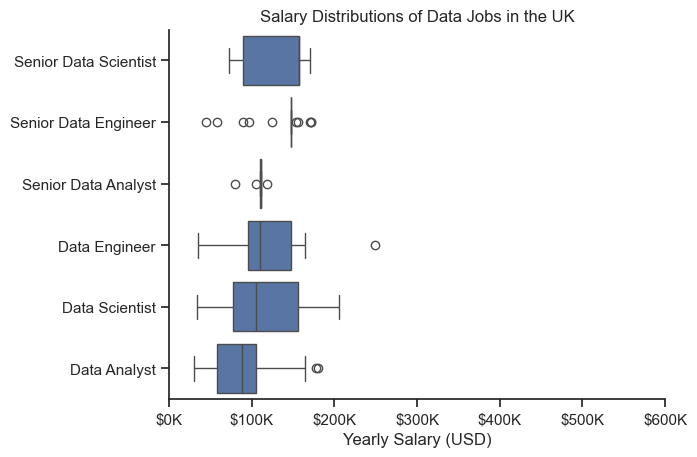 Salary Distributions of Data Jobs in the UK
Senior Data Scientist
Senior Data Engineer
Senior Data Analyst
Data Engineer
Data Scientist
Data Analyst
$0K $100K $200K $300K $400K $500K $600K
Yearly Salary (USD)